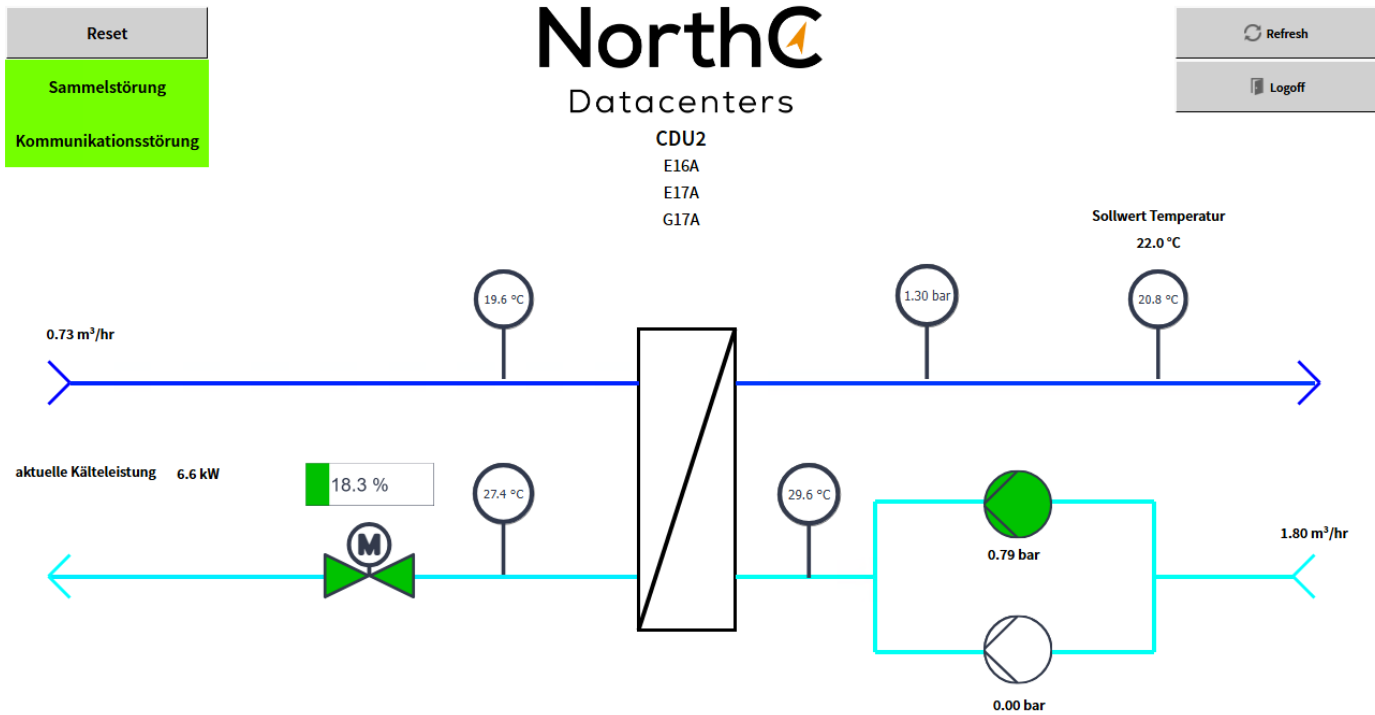 Reset
Sammelstörung
Kommunikationsstörung
NorthC
Datacenters
CDU2
E16A
E17A
G17A
Refresh
Logoff
Sollwert Temperatur
22.0 °C
19.6 °C
1.30 bar
20.8 °C
0.73 m³/hr
aktuelle Kälteleistung 6.6 kW
18.3 %
27.4 °C
29.6 °C
M
0.79 bar
1.80 m³/hr
0.00 bar